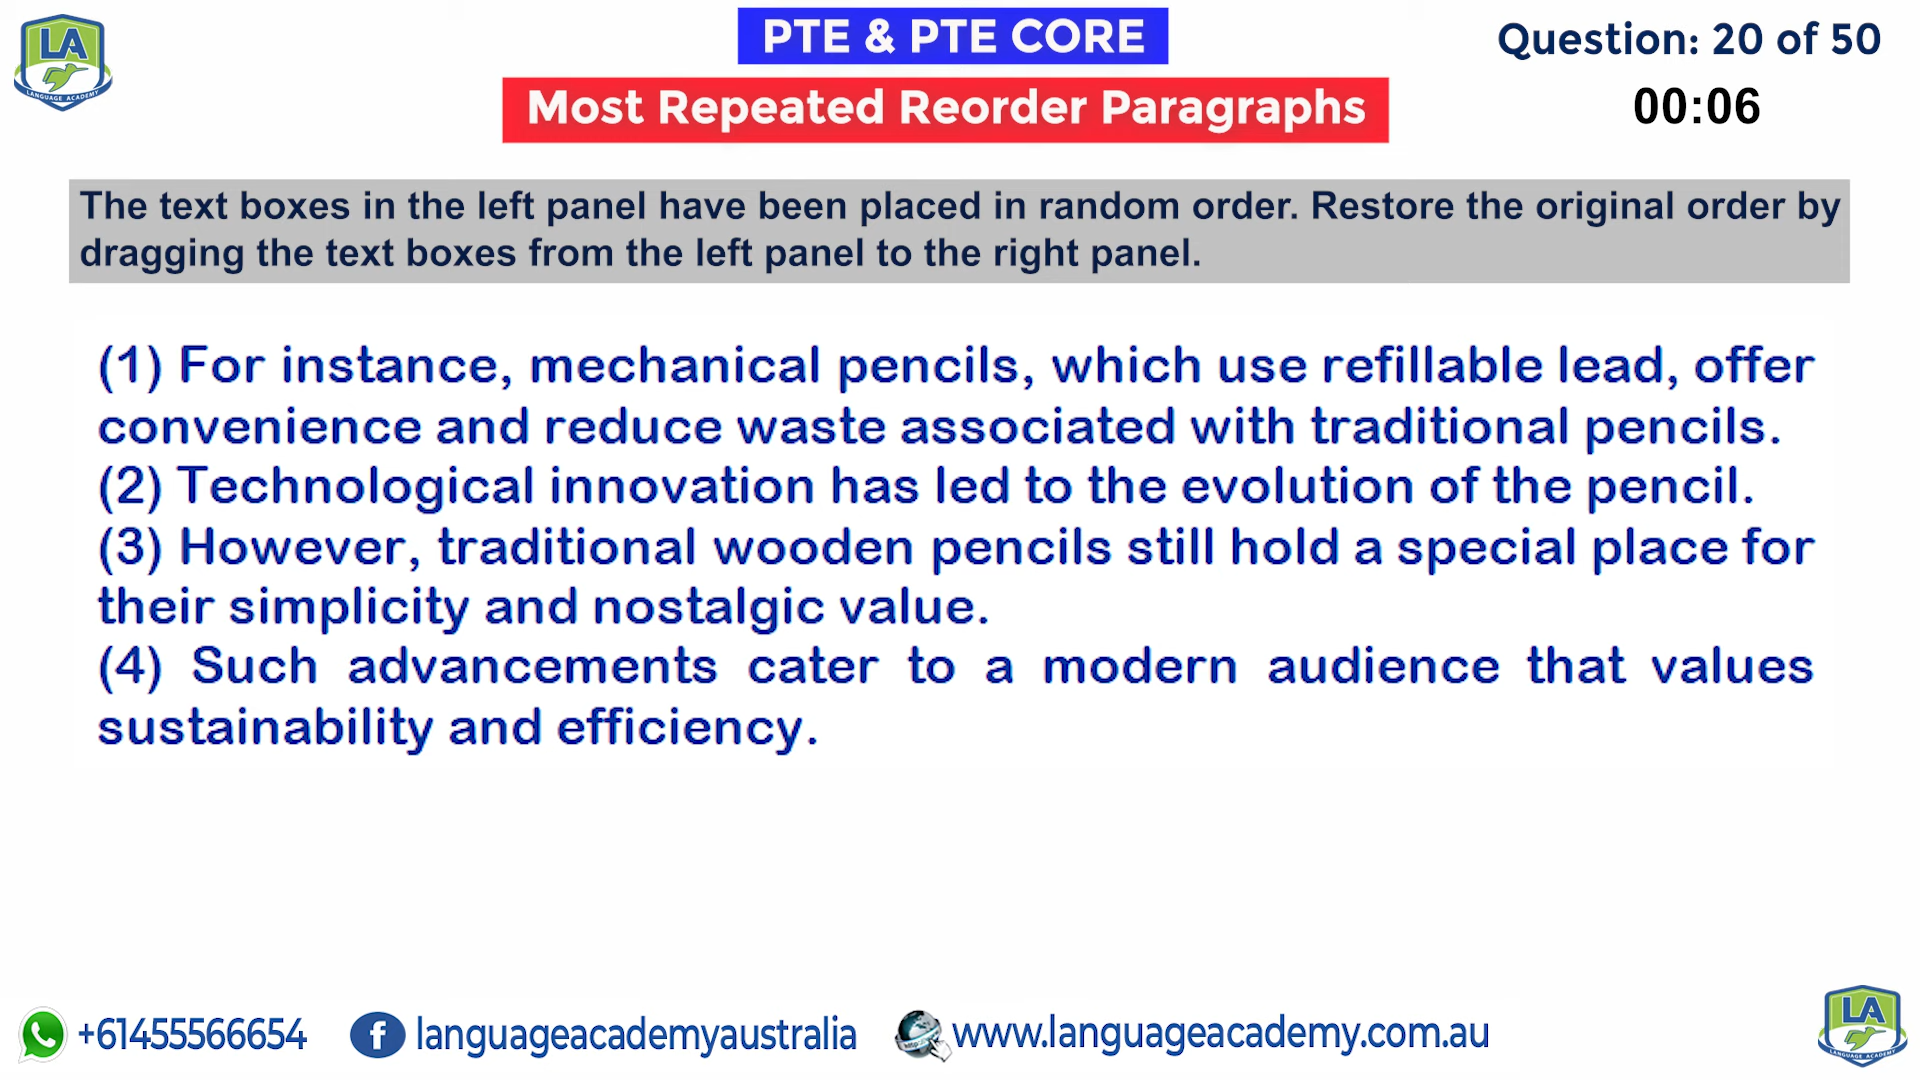 LA
LANGUAGE ACADEMY
PTE & PTE CORE
Question: 20 of 50
Most Repeated Reorder Paragraphs
00:06
The text boxes in the left panel have been placed in random order. Restore the original order by
dragging the text boxes from the left panel to the right panel.
(1) For instance, mechanical pencils, which use refillable lead, offer
convenience and reduce waste associated with traditional pencils.
(2) Technological innovation has led to the evolution of the pencil.
(3) However, traditional wooden pencils still hold a special place for
their simplicity and nostalgic value.
(4) Such advancements cater to a modern audience that values
sustainability and efficiency.
+61455566654
f
languageacademyaustralia
www.languageacademy.com.au
LA
LANGUAGE ACADEMY